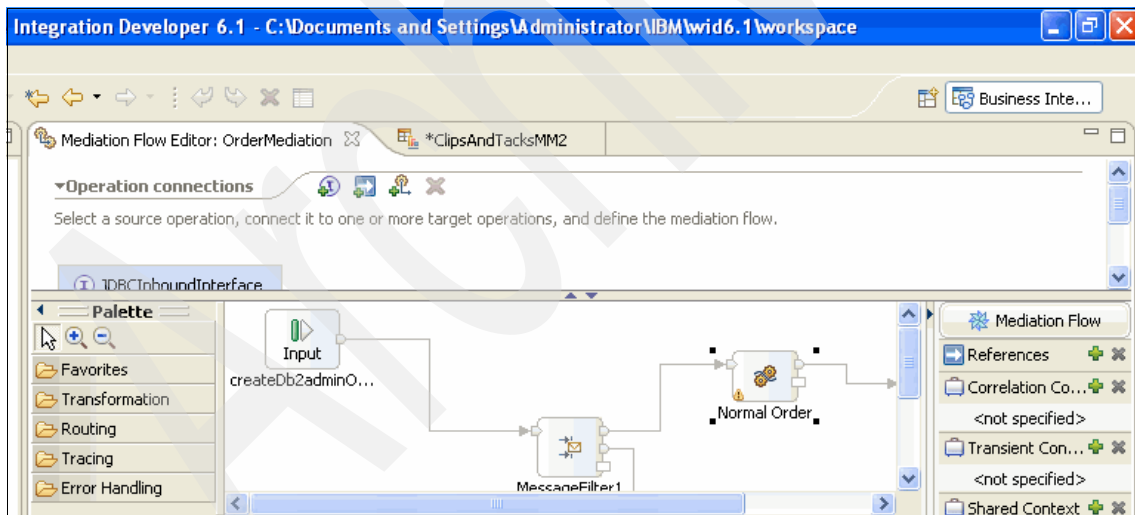 Integration Developer 6.1 - C:\Documents and Settings\Administrator\IBM\wid6.1\workspace
Business Inte...
Mediation Flow Editor: OrderMediation
*ClipsAndTacksMM2
Operation connections
Select a source operation, connect it to one or more target operations, and define the mediation flow.
JDBCInboundInterface
Palette
Favorites
Transformation
Routing
Tracing
Error Handling
Input
createDb2adminO...
MessageFilter1
Normal Order
Mediation Flow
References
Correlation Co...
<not specified>
Transient Con...
<not specified>
Shared Context